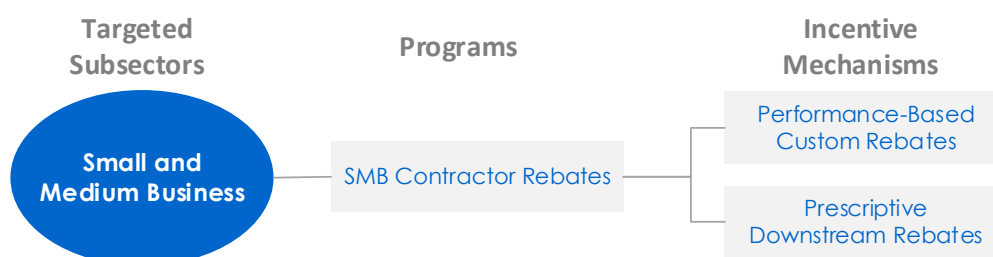 Targeted
Subsectors
Programs
Incentive
Mechanisms
Small and
Medium Business
SMB Contractor Rebates
Performance-Based
Custom Rebates
Prescriptive
Downstream Rebates